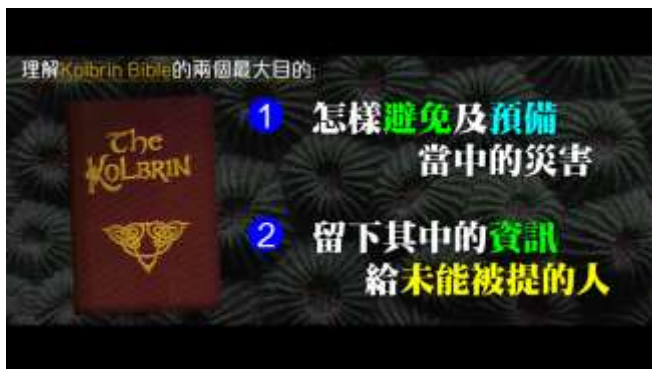 理解Kolbrin Bible的兩個最大目的:
The
KOLBRIN
1 怎樣避免及預備
當中的災害
2 留下其中的資訊
給未能被提的人